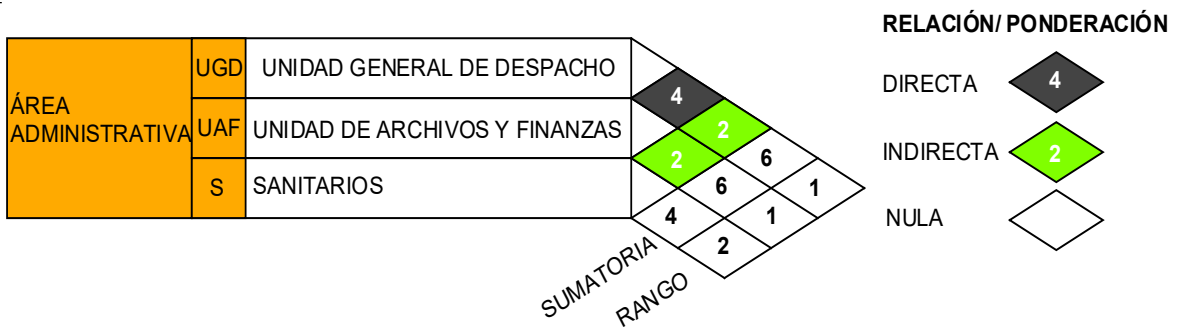 RELACIÓN/ PONDERACIÓN
ÁREA
ADMINISTRATIVA
UGD UNIDAD GENERAL DE DESPACHO
UAF UNIDAD DE ARCHIVOS Y FINANZAS
S SANITARIOS
4
2
2
6
6
1
4
1
2
SUMATORIA
RANGO
DIRECTA 4
INDIRECTA 2
NULA